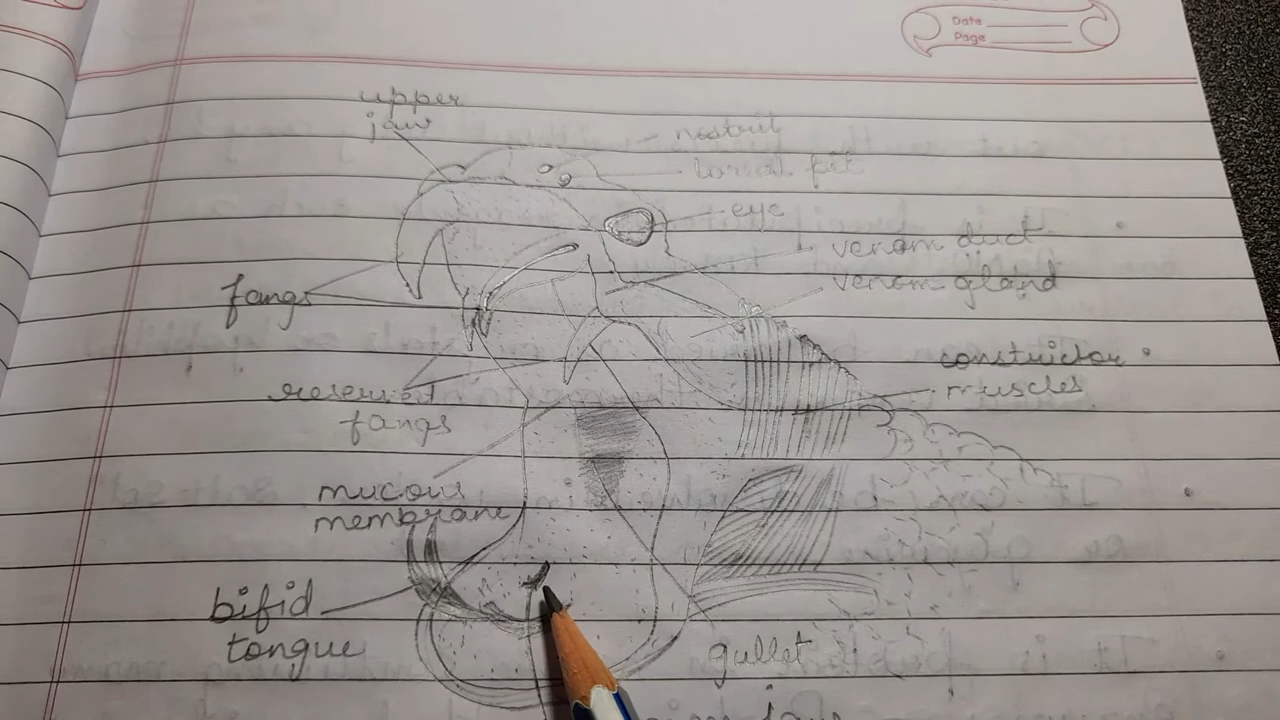 Date
Page
upper
jaw
nostril
loreal pit
eye
venom duct
venom gland
fangs
constrictor
muscles
reserved
fangs
mucous
membrane
bifid
tongue
gullet
jaw